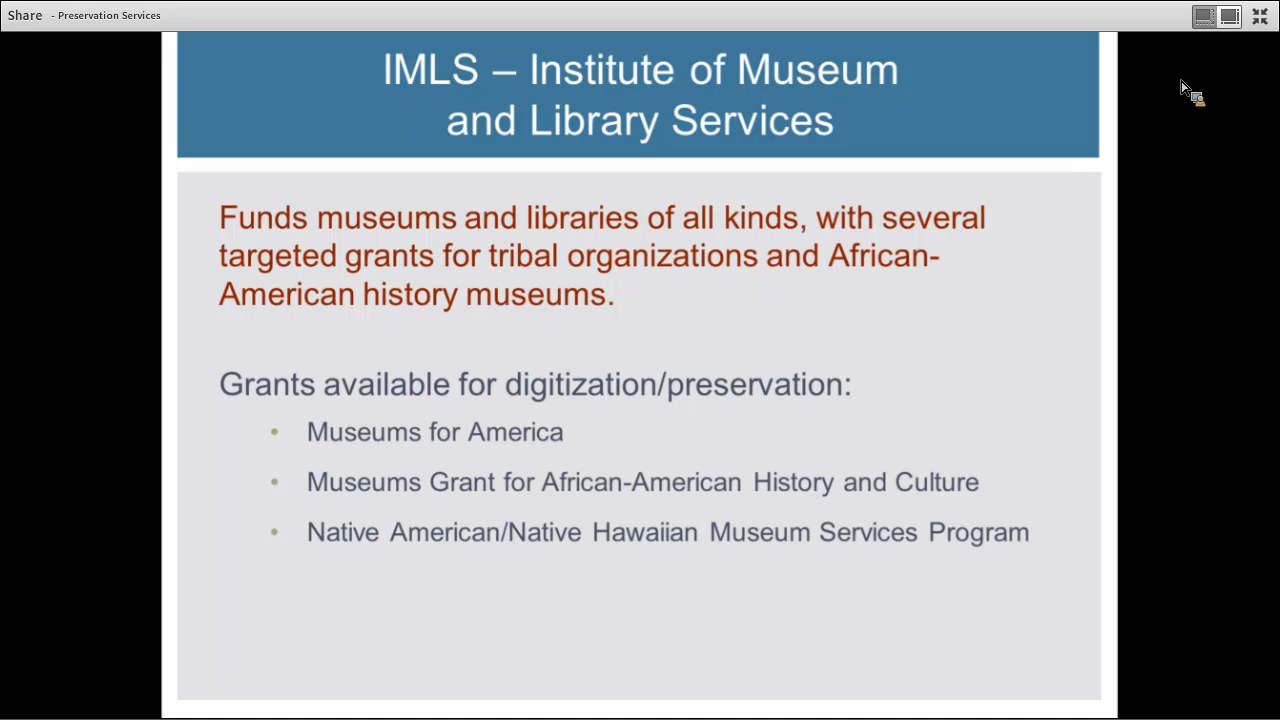 Share - Preservation Services
IMLS – Institute of Museum
and Library Services
Funds museums and libraries of all kinds, with several
targeted grants for tribal organizations and African-
American history museums.
Grants available for digitization/preservation:
• Museums for America
• Museums Grant for African-American History and Culture
• Native American/Native Hawaiian Museum Services Program